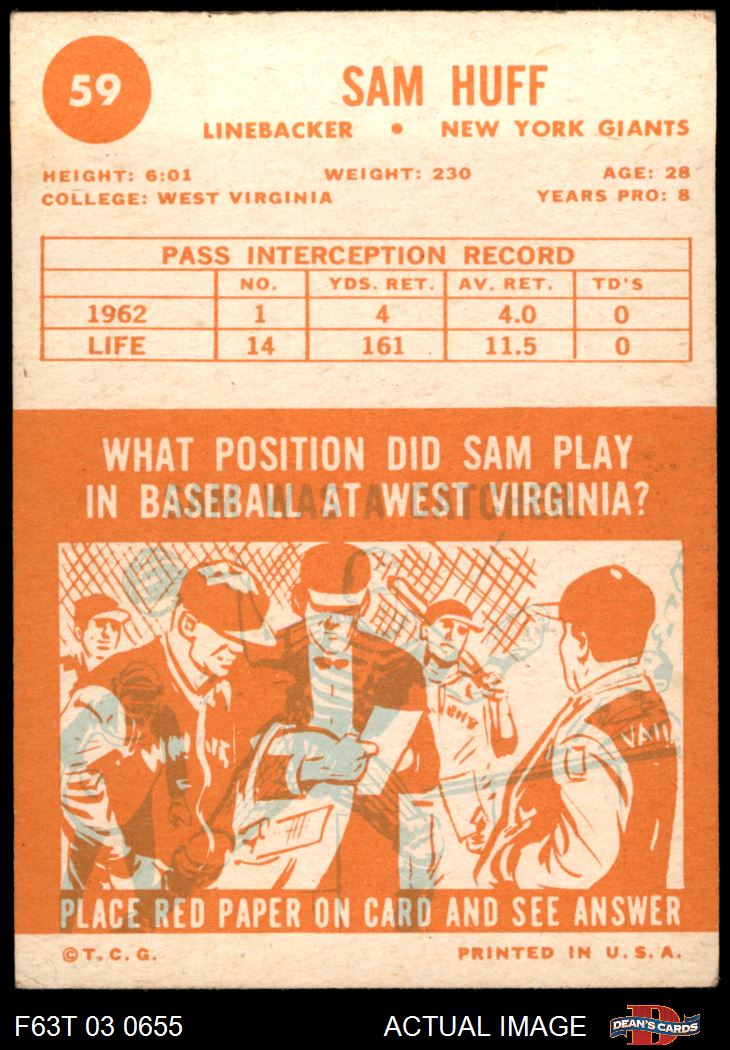 59
SAM HUFF
LINEBACKER • NEW YORK GIANTS
HEIGHT: 6:01 WEIGHT: 230 AGE: 28
COLLEGE: WEST VIRGINIA YEARS PRO: 8
PASS INTERCEPTION RECORD
NO. YDS. RET. AV. RET. TD'S
1962 1 4 4.0 0
LIFE 14 161 11.5 0
WHAT POSITION DID SAM PLAY
IN BASEBALL AT WEST VIRGINIA?
WAS A CATCHER.
PLACE RED PAPER ON CARD AND SEE ANSWER
© T. C. G. PRINTED IN U. S. A.
F63T 03 0655 ACTUAL IMAGE DEAN'S CARDS